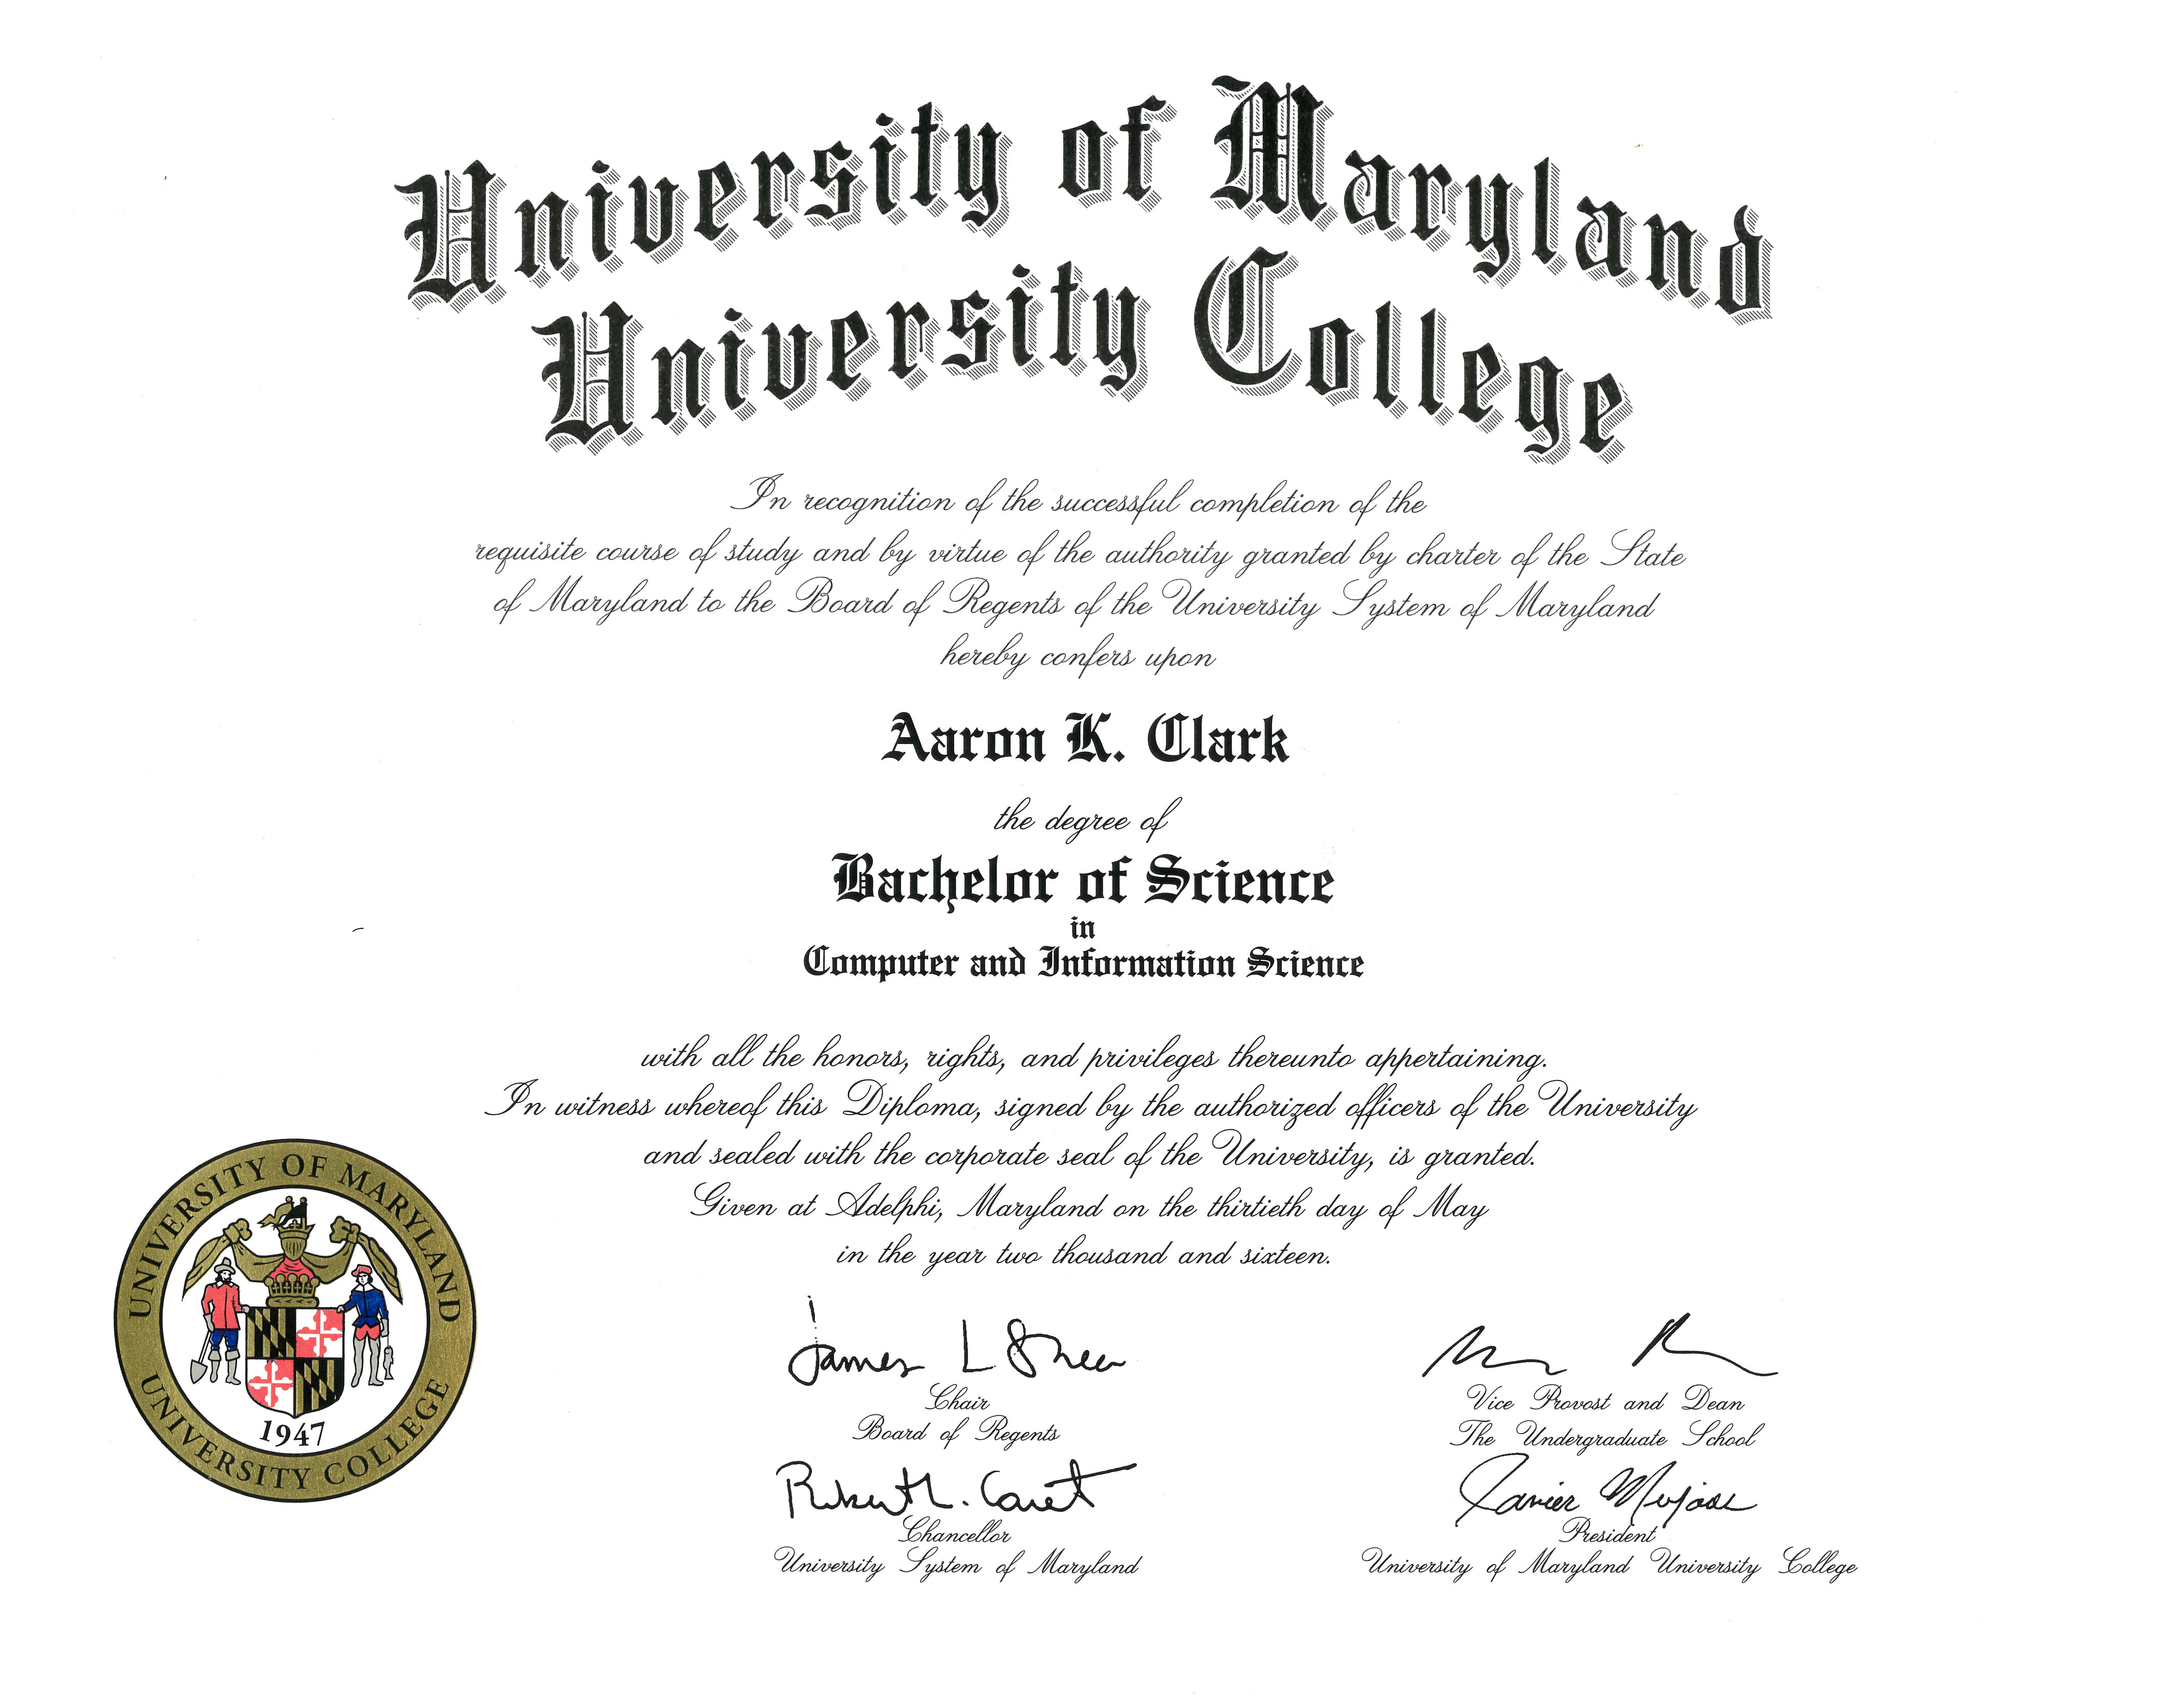 University of Maryland
University College
In recognition of the successful completion of the
requisite course of study and by virtue of the authority granted by charter of the State
of Maryland to the Board of Regents of the University System of Maryland
hereby confers upon
Aaron K. Clark
the degree of
Bachelor of Science
in
Computer and Information Science
with all the honors, rights, and privileges thereunto appertaining.
In witness whereof this Diploma, signed by the authorized officers of the University
and sealed with the corporate seal of the University, is granted.
Given at Adelphi, Maryland on the thirtieth day of May
in the year two thousand and sixteen.
UNIVERSITY OF MARYLAND
1947
UNIVERSITY COLLEGE
James L Shea
Chair
Board of Regents
Vice Provost and Dean
The Undergraduate School
Robert L. Caret
Chancellor
University System of Maryland
President
University of Maryland University College